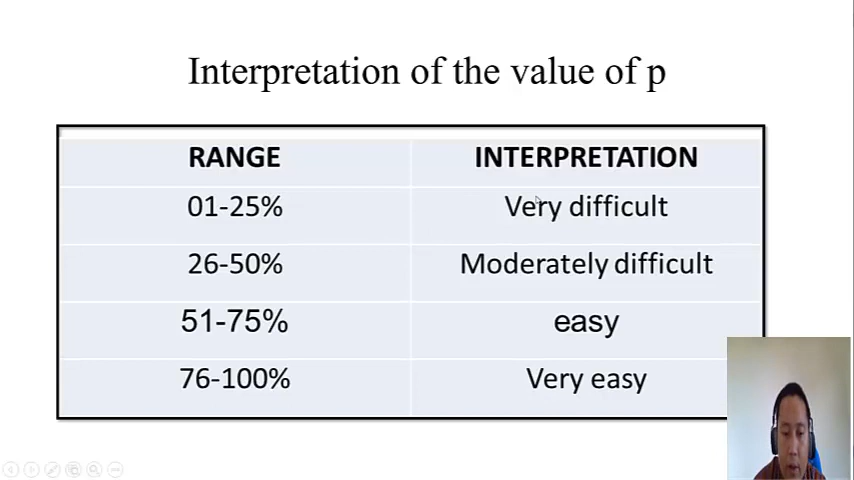 Interpretation of the value of p
RANGE INTERPRETATION
01-25% Very difficult
26-50% Moderately difficult
51-75% easy
76-100% Very easy